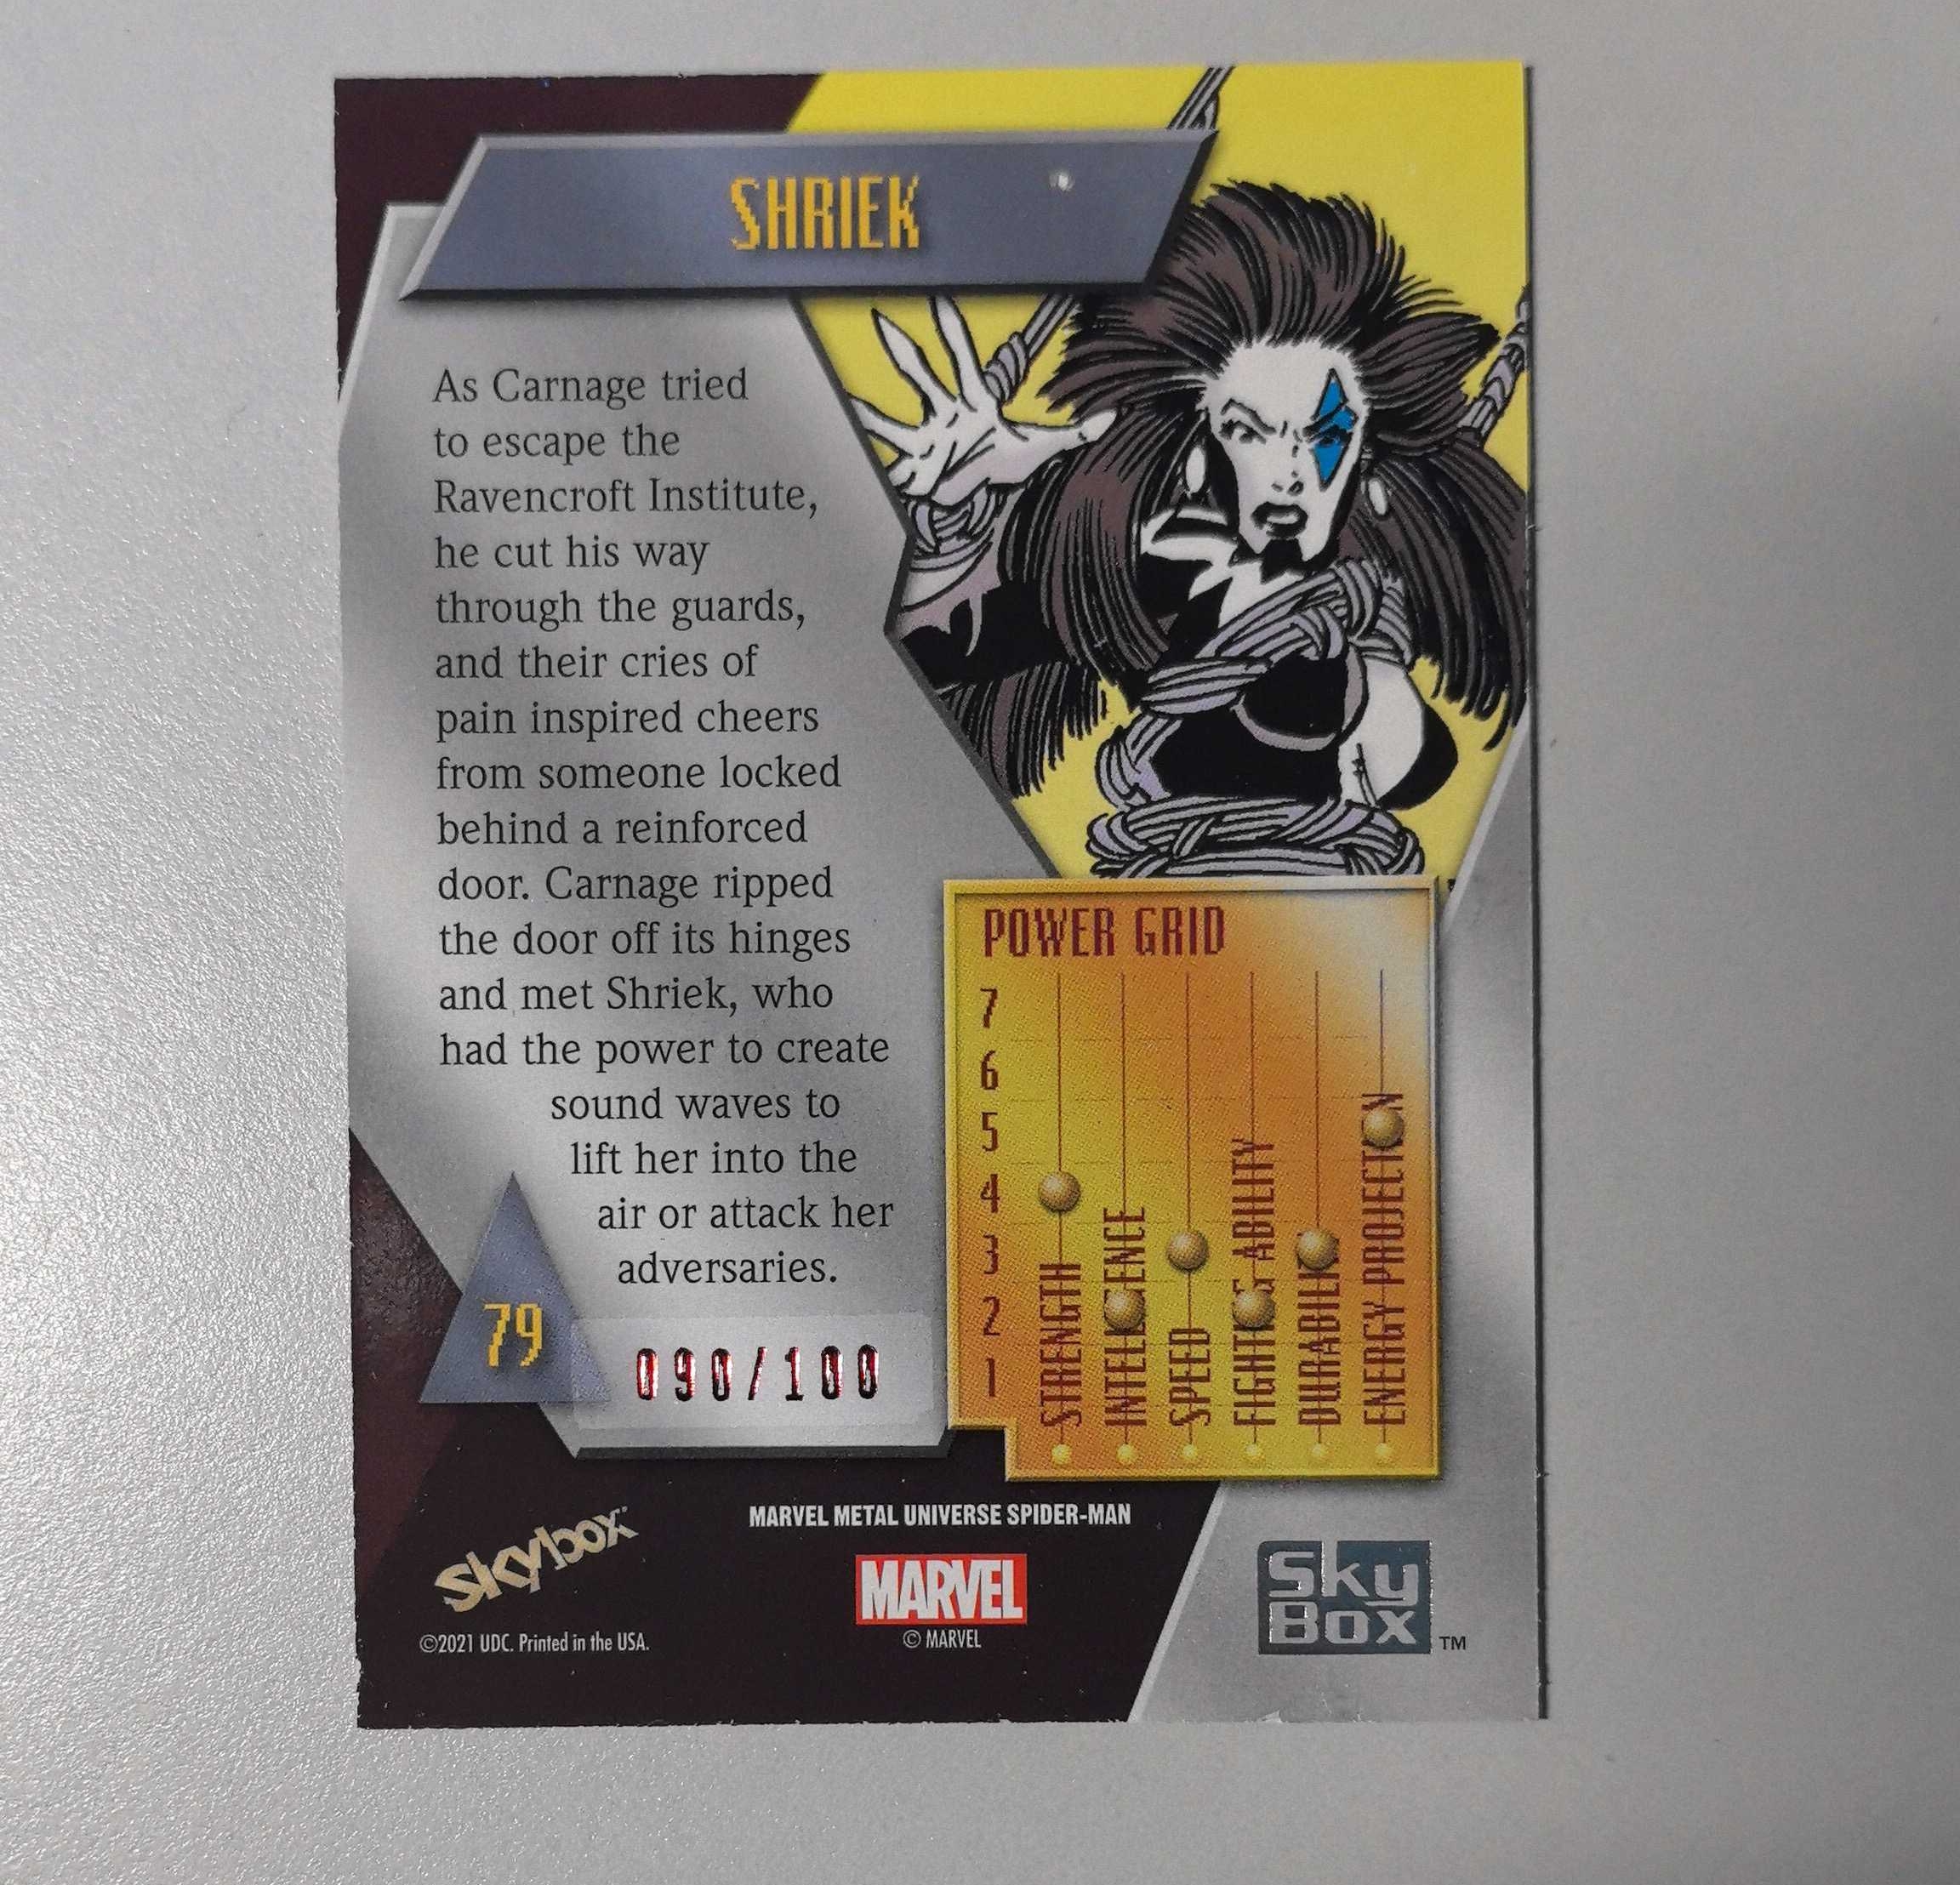 SHRIEK
As Carnage tried
to escape the
Ravencroft Institute,
he cut his way
through the guards,
and their cries of
pain inspired cheers
from someone locked
behind a reinforced
door. Carnage ripped
the door off its hinges
and met Shriek, who
had the power to create
sound waves to
lift her into the
air or attack her
adversaries.
79
090/100
POWER GRID
7
6
5
4
3
2
1
STRENGTH
INTELLIGENCE
SPEED
FIGHTING ABILITY
DURABILITY
ENERGY PROJECTION
skybox
©2021 UDC. Printed in the USA.
MARVEL METAL UNIVERSE SPIDER-MAN
MARVEL
© MARVEL
Sky
Box
TM